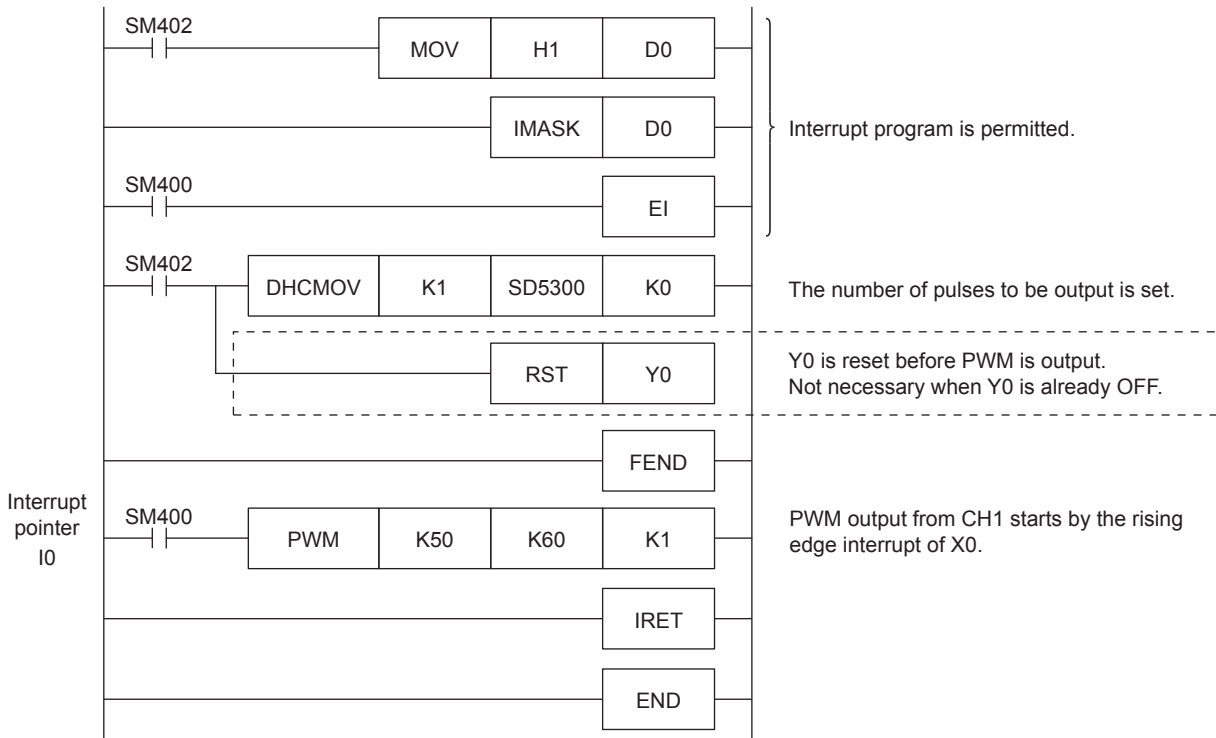 SM402
MOV H1 D0
IMASK D0
Interrupt program is permitted.
SM400
EI
SM402
DHCMOV K1 SD5300 K0
The number of pulses to be output is set.
RST Y0
Y0 is reset before PWM is output.
Not necessary when Y0 is already OFF.
FEND
Interrupt
pointer
I0
SM400
PWM K50 K60 K1
PWM output from CH1 starts by the rising
edge interrupt of X0.
IRET
END